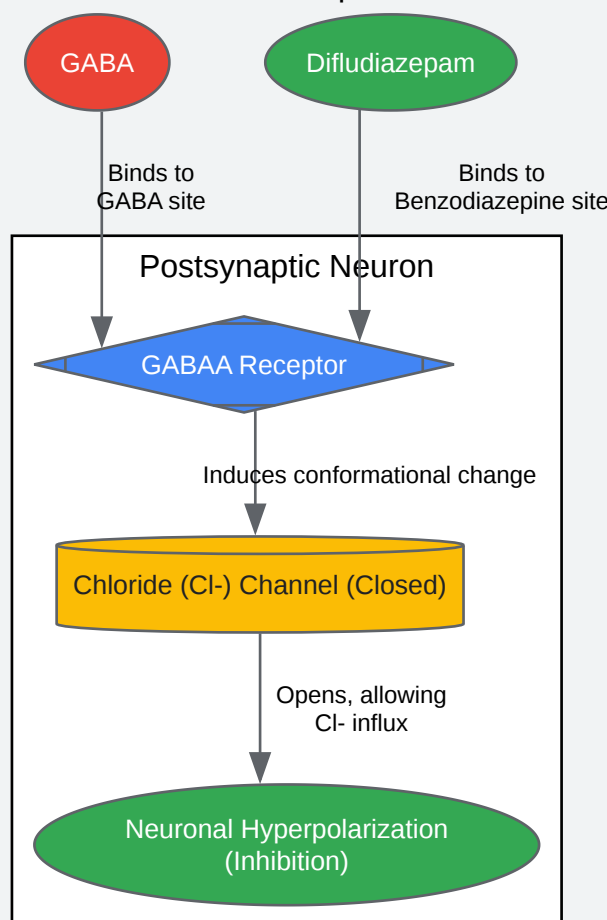 GABA
Difludiazepam
Binds to
GABA site
Binds to
Benzodiazepine site
Postsynaptic Neuron
GABAA Receptor
Induces conformational change
Chloride (Cl-) Channel (Closed)
Opens, allowing
Cl- influx
Neuronal Hyperpolarization
(Inhibition)